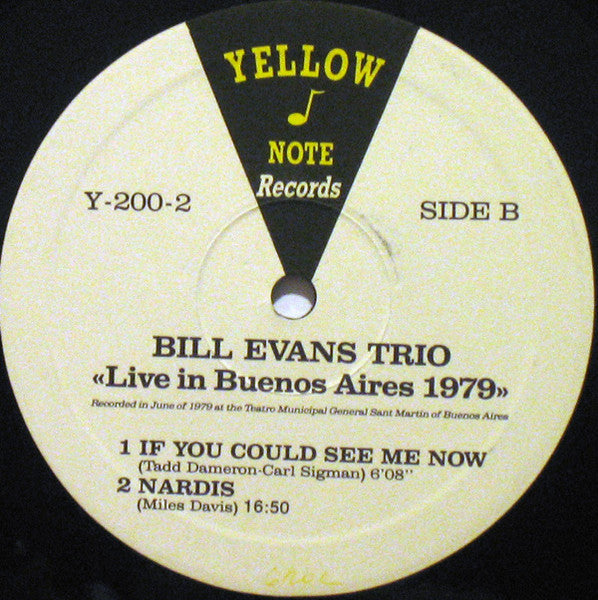 YELLOW
NOTE
Records
Y-200-2
SIDE B
BILL EVANS TRIO
«Live in Buenos Aires 1979»
Recorded in June of 1979 at the Teatro Municipal General Sant Martin of Buenos Aires
1 IF YOU COULD SEE ME NOW
(Tadd Dameron-Carl Sigman) 6'08"
2 NARDIS
(Miles Davis) 16:50